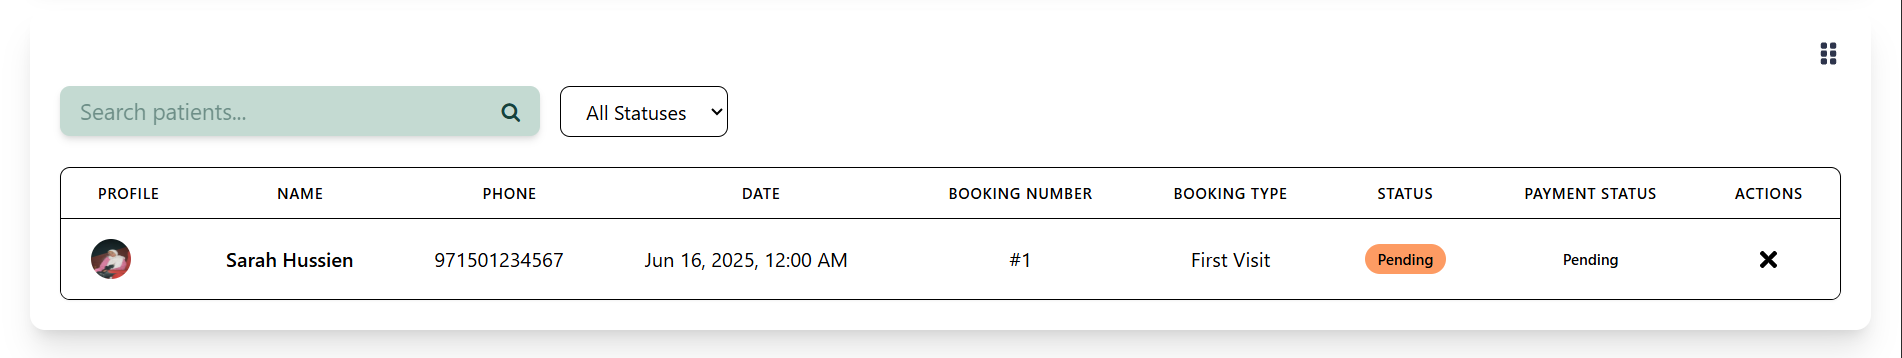 Search patients...
All Statuses
PROFILE NAME PHONE DATE BOOKING NUMBER BOOKING TYPE STATUS PAYMENT STATUS ACTIONS
Sarah Hussien 971501234567 Jun 16, 2025, 12:00 AM #1 First Visit Pending Pending